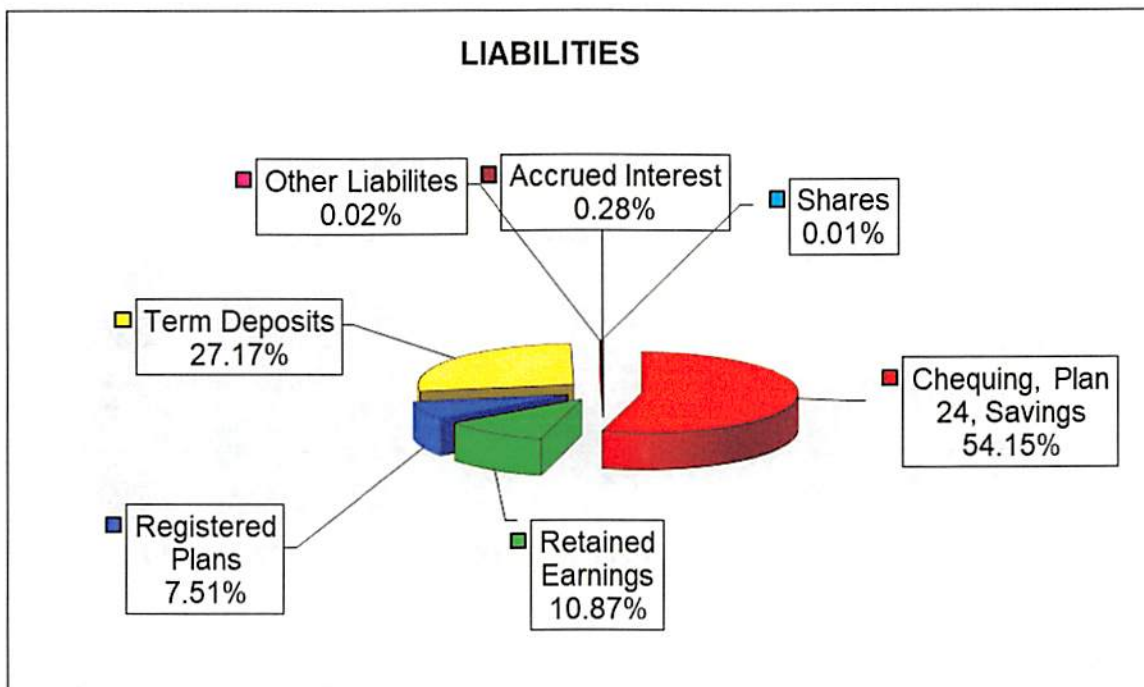 LIABILITIES
Other Liabilites
0.02%
Accrued Interest
0.28%
Shares
0.01%
Term Deposits
27.17%
Chequing, Plan
24, Savings
54.15%
Registered
Plans
7.51%
Retained
Earnings
10.87%